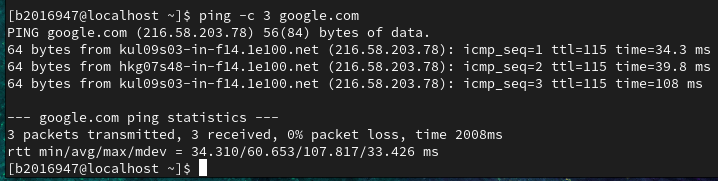 [b2016947@localhost ~]$ ping -c 3 google.com
PING google.com (216.58.203.78) 56(84) bytes of data.
64 bytes from kul09s03-in-f14.1e100.net (216.58.203.78): icmp_seq=1 ttl=115 time=34.3 ms
64 bytes from hkg07s48-in-f14.1e100.net (216.58.203.78): icmp_seq=2 ttl=115 time=39.8 ms
64 bytes from kul09s03-in-f14.1e100.net (216.58.203.78): icmp_seq=3 ttl=115 time=108 ms
--- google.com ping statistics ---
3 packets transmitted, 3 received, 0% packet loss, time 2008ms
rtt min/avg/max/mdev = 34.310/60.653/107.817/33.426 ms
[b2016947@localhost ~]$